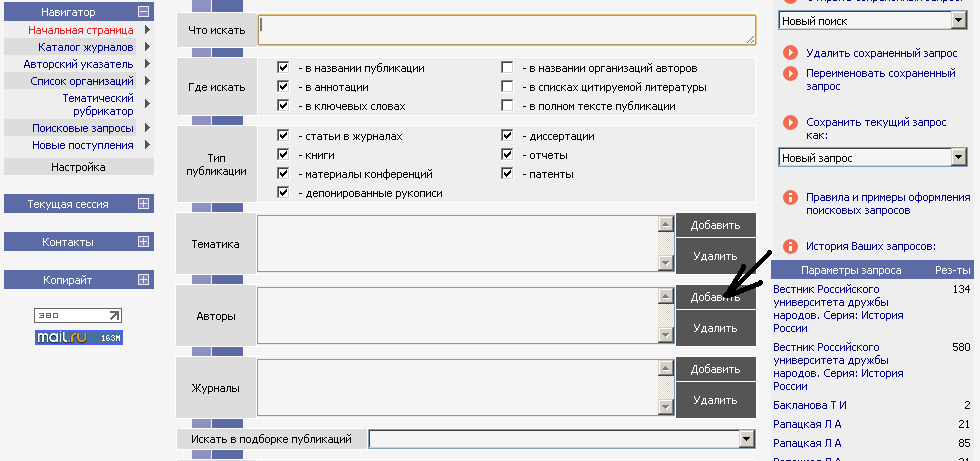 Навигатор
Начальная страница
Каталог журналов
Авторский указатель
Список организаций
Тематический
рубрикатор
Поисковые запросы
Новые поступления
Настройка
Текущая сессия
Контакты
Копирайт
380
mail.ru 163M
Что искать
Где искать
- в названии публикации
- в названии организаций авторов
- в аннотации
- в списках цитируемой литературы
- в ключевых словах
- в полном тексте публикации
Тип
публикации
- статьи в журналах
- диссертации
- книги
- отчеты
- материалы конференций
- патенты
- депонированные рукописи
Тематика
Добавить
Удалить
Авторы
Добавить
Удалить
Журналы
Добавить
Удалить
Искать в подборке публикаций
Новый поиск
Удалить сохраненный запрос
Переименовать сохраненный
запрос
Сохранить текущий запрос
как:
Новый запрос
Правила и примеры оформления
поисковых запросов
История Ваших запросов:
Параметры запроса Рез-ты
Вестник Российского 134
университета дружбы
народов. Серия: История
России
Вестник Российского 580
университета дружбы
народов. Серия: История
России
Бакланова Т И 2
Рапацкая Л А 21
Рапацкая Л А 85